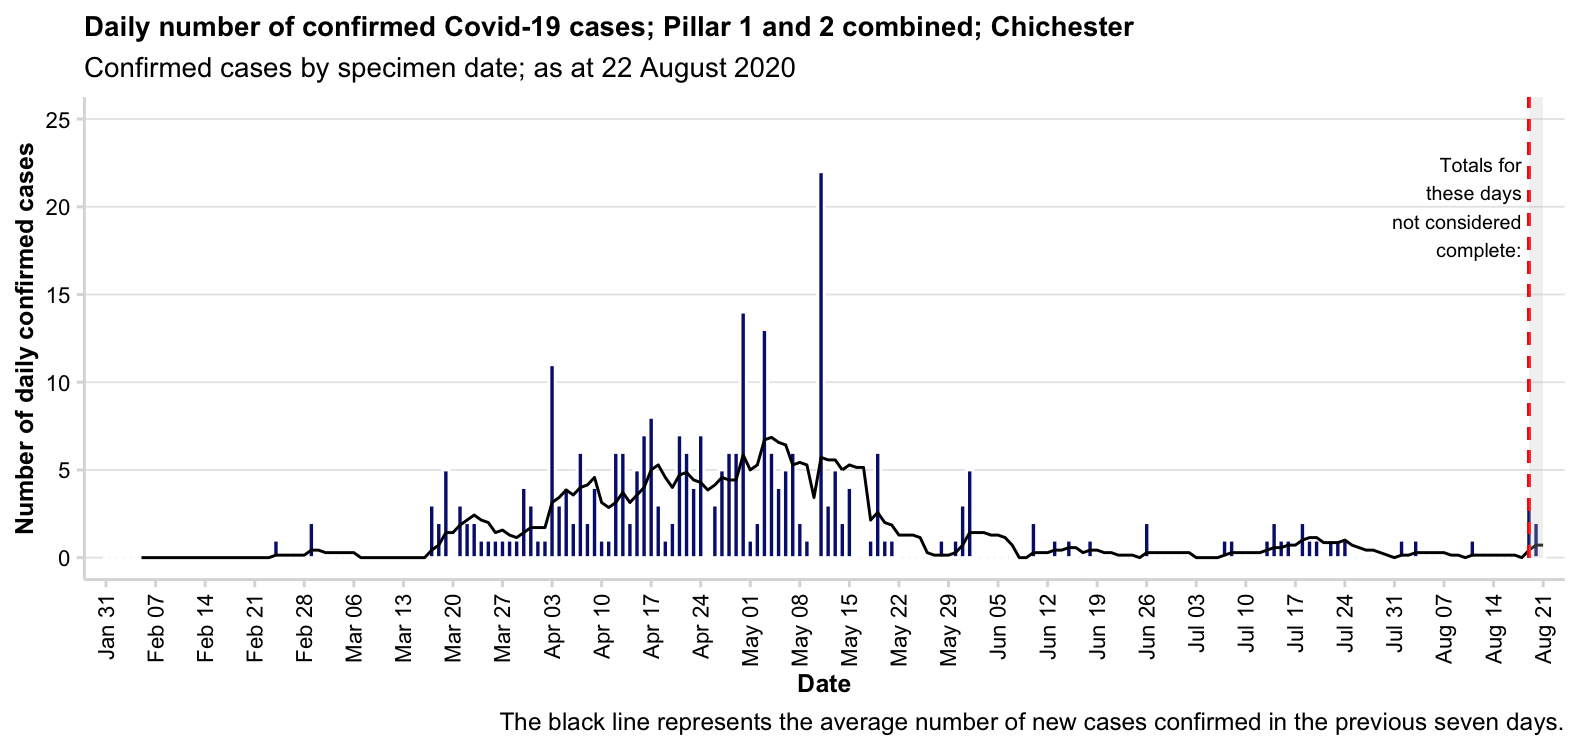 Daily number of confirmed Covid-19 cases; Pillar 1 and 2 combined; Chichester
Confirmed cases by specimen date; as at 22 August 2020
Number of daily confirmed cases
25
20
15
10
5
0
Totals for
these days
not considered
complete:
Jan 31
Feb 07
Feb 14
Feb 21
Feb 28
Mar 06
Mar 13
Mar 20
Mar 27
Apr 03
Apr 10
Apr 17
Apr 24
May 01
May 08
May 15
May 22
May 29
Jun 05
Jun 12
Jun 19
Jun 26
Jul 03
Jul 10
Jul 17
Jul 24
Jul 31
Aug 07
Aug 14
Aug 21
Date
The black line represents the average number of new cases confirmed in the previous seven days.